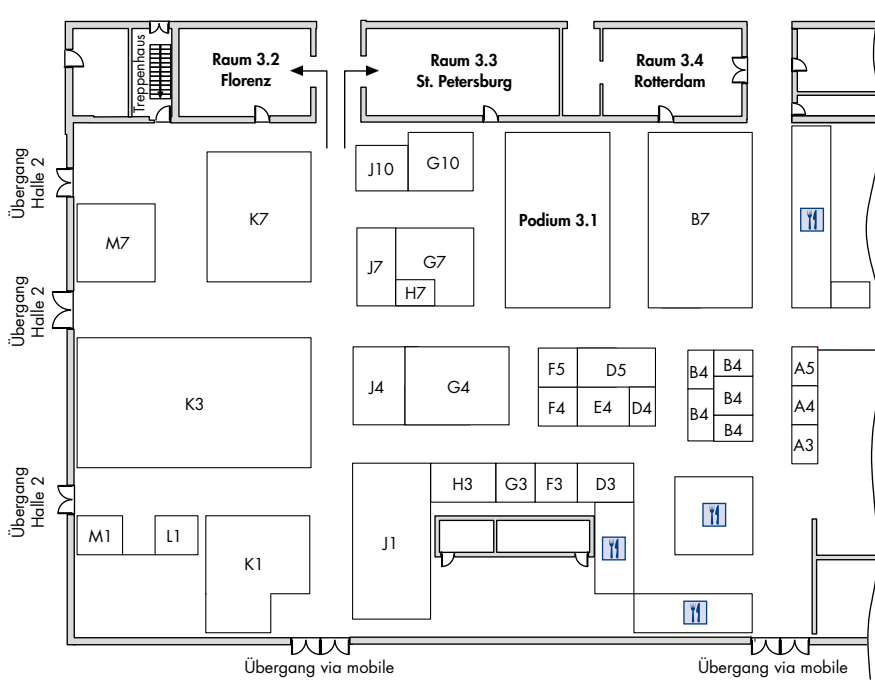 Treppenhaus
Raum 3.2
Florenz
Raum 3.3
St. Petersburg
Raum 3.4
Rotterdam
Übergang
Halle 2
M7
K7
J10
G10
J7
G7
H7
Podium 3.1
B7
Übergang
Halle 2
K3
J4
G4
F5
D5
F4
E4
D4
B4
B4
B4
B4
B4
A5
A4
A3
Übergang
Halle 2
M1
L1
K1
J1
H3
G3
F3
D3
Übergang via mobile
Übergang via mobile